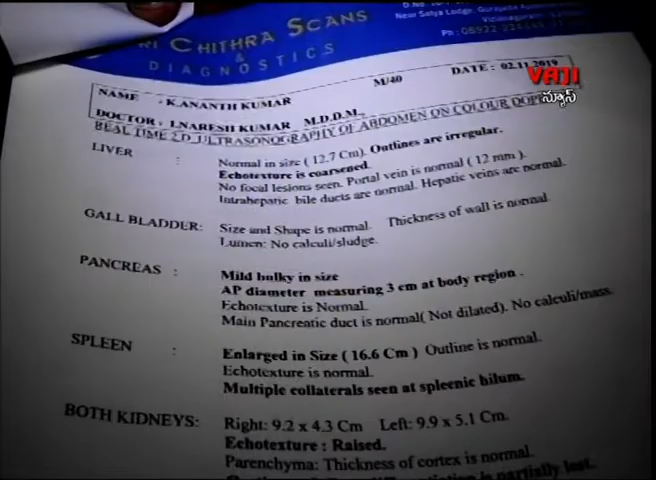 CHITHRA SCANS
&
DIAGNOSTICS
Near Satya Lodge,
DATE : 02.11.2019
M/40
NAME : K.ANANTH KUMAR
VAJI
న్యూస్
DOCTOR : I.NARESH KUMAR M.D.D.M.,
REAL TIME 2 D ULTRASONOGRAPHY OF ABDOMEN ON COLOUR
LIVER : Normal in size ( 12.7 Cm). Outlines are irregular.
Echotexture is coarsened.
No focal lesions seen. Portal vein is normal ( 12 mm ).
Intrahepatic bile ducts are normal. Hepatic veins are normal.
GALL BLADDER: Size and Shape is normal. Thickness of wall is normal.
Lumen: No calculi/sludge.
PANCREAS : Mild bulky in size
AP diameter measuring 3 cm at body region .
Echotexture is Normal.
Main Pancreatic duct is normal( Not dilated). No calculi/mass.
SPLEEN : Enlarged in Size ( 16.6 Cm ) Outline is normal.
Echotexture is normal.
Multiple collaterals seen at splenic hilum.
BOTH KIDNEYS: Right: 9.2 x 4.3 Cm Left: 9.9 x 5.1 Cm.
Echotexture : Raised.
Parenchyma: Thickness of cortex is normal.
is partially lost.